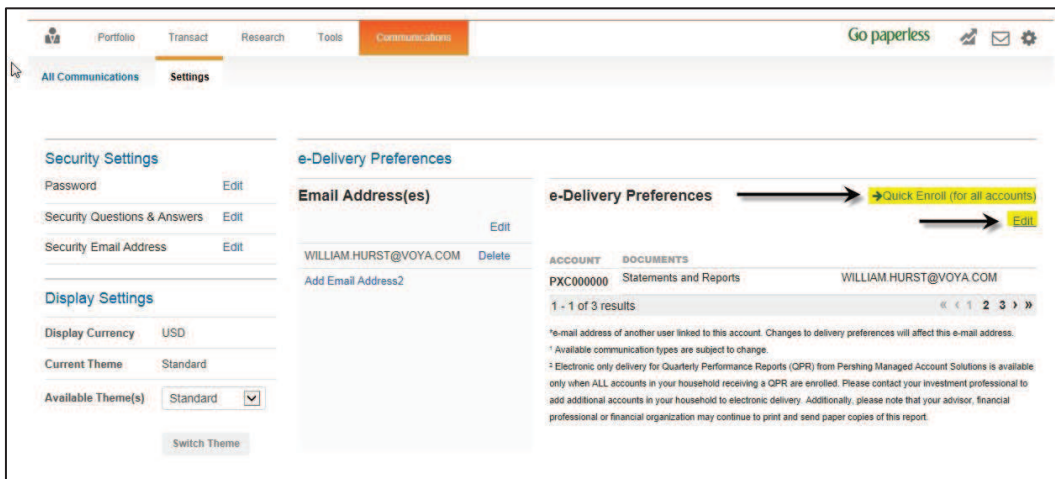 Portfolio Transact Research Tools Communications Go paperless
All Communications Settings
Security Settings
Password Edit
Security Questions & Answers Edit
Security Email Address Edit
Display Settings
Display Currency USD
Current Theme Standard
Available Theme(s) Standard
Switch Theme
e-Delivery Preferences
Email Address(es)
Edit
WILLIAM.HURST@VOYA.COM Delete
Add Email Address2
e-Delivery Preferences →Quick Enroll (for all accounts)
Edit
ACCOUNT DOCUMENTS
PXC000000 Statements and Reports WILLIAM.HURST@VOYA.COM
1 - 1 of 3 results « ‹ 1 2 3 › »
*e-mail address of another user linked to this account. Changes to delivery preferences will affect this e-mail address.
¹ Available communication types are subject to change.
² Electronic only delivery for Quarterly Performance Reports (QPR) from Pershing Managed Account Solutions is available
only when ALL accounts in your household receiving a QPR are enrolled. Please contact your investment professional to
add additional accounts in your household to electronic delivery. Additionally, please note that your advisor, financial
professional or financial organization may continue to print and send paper copies of this report.